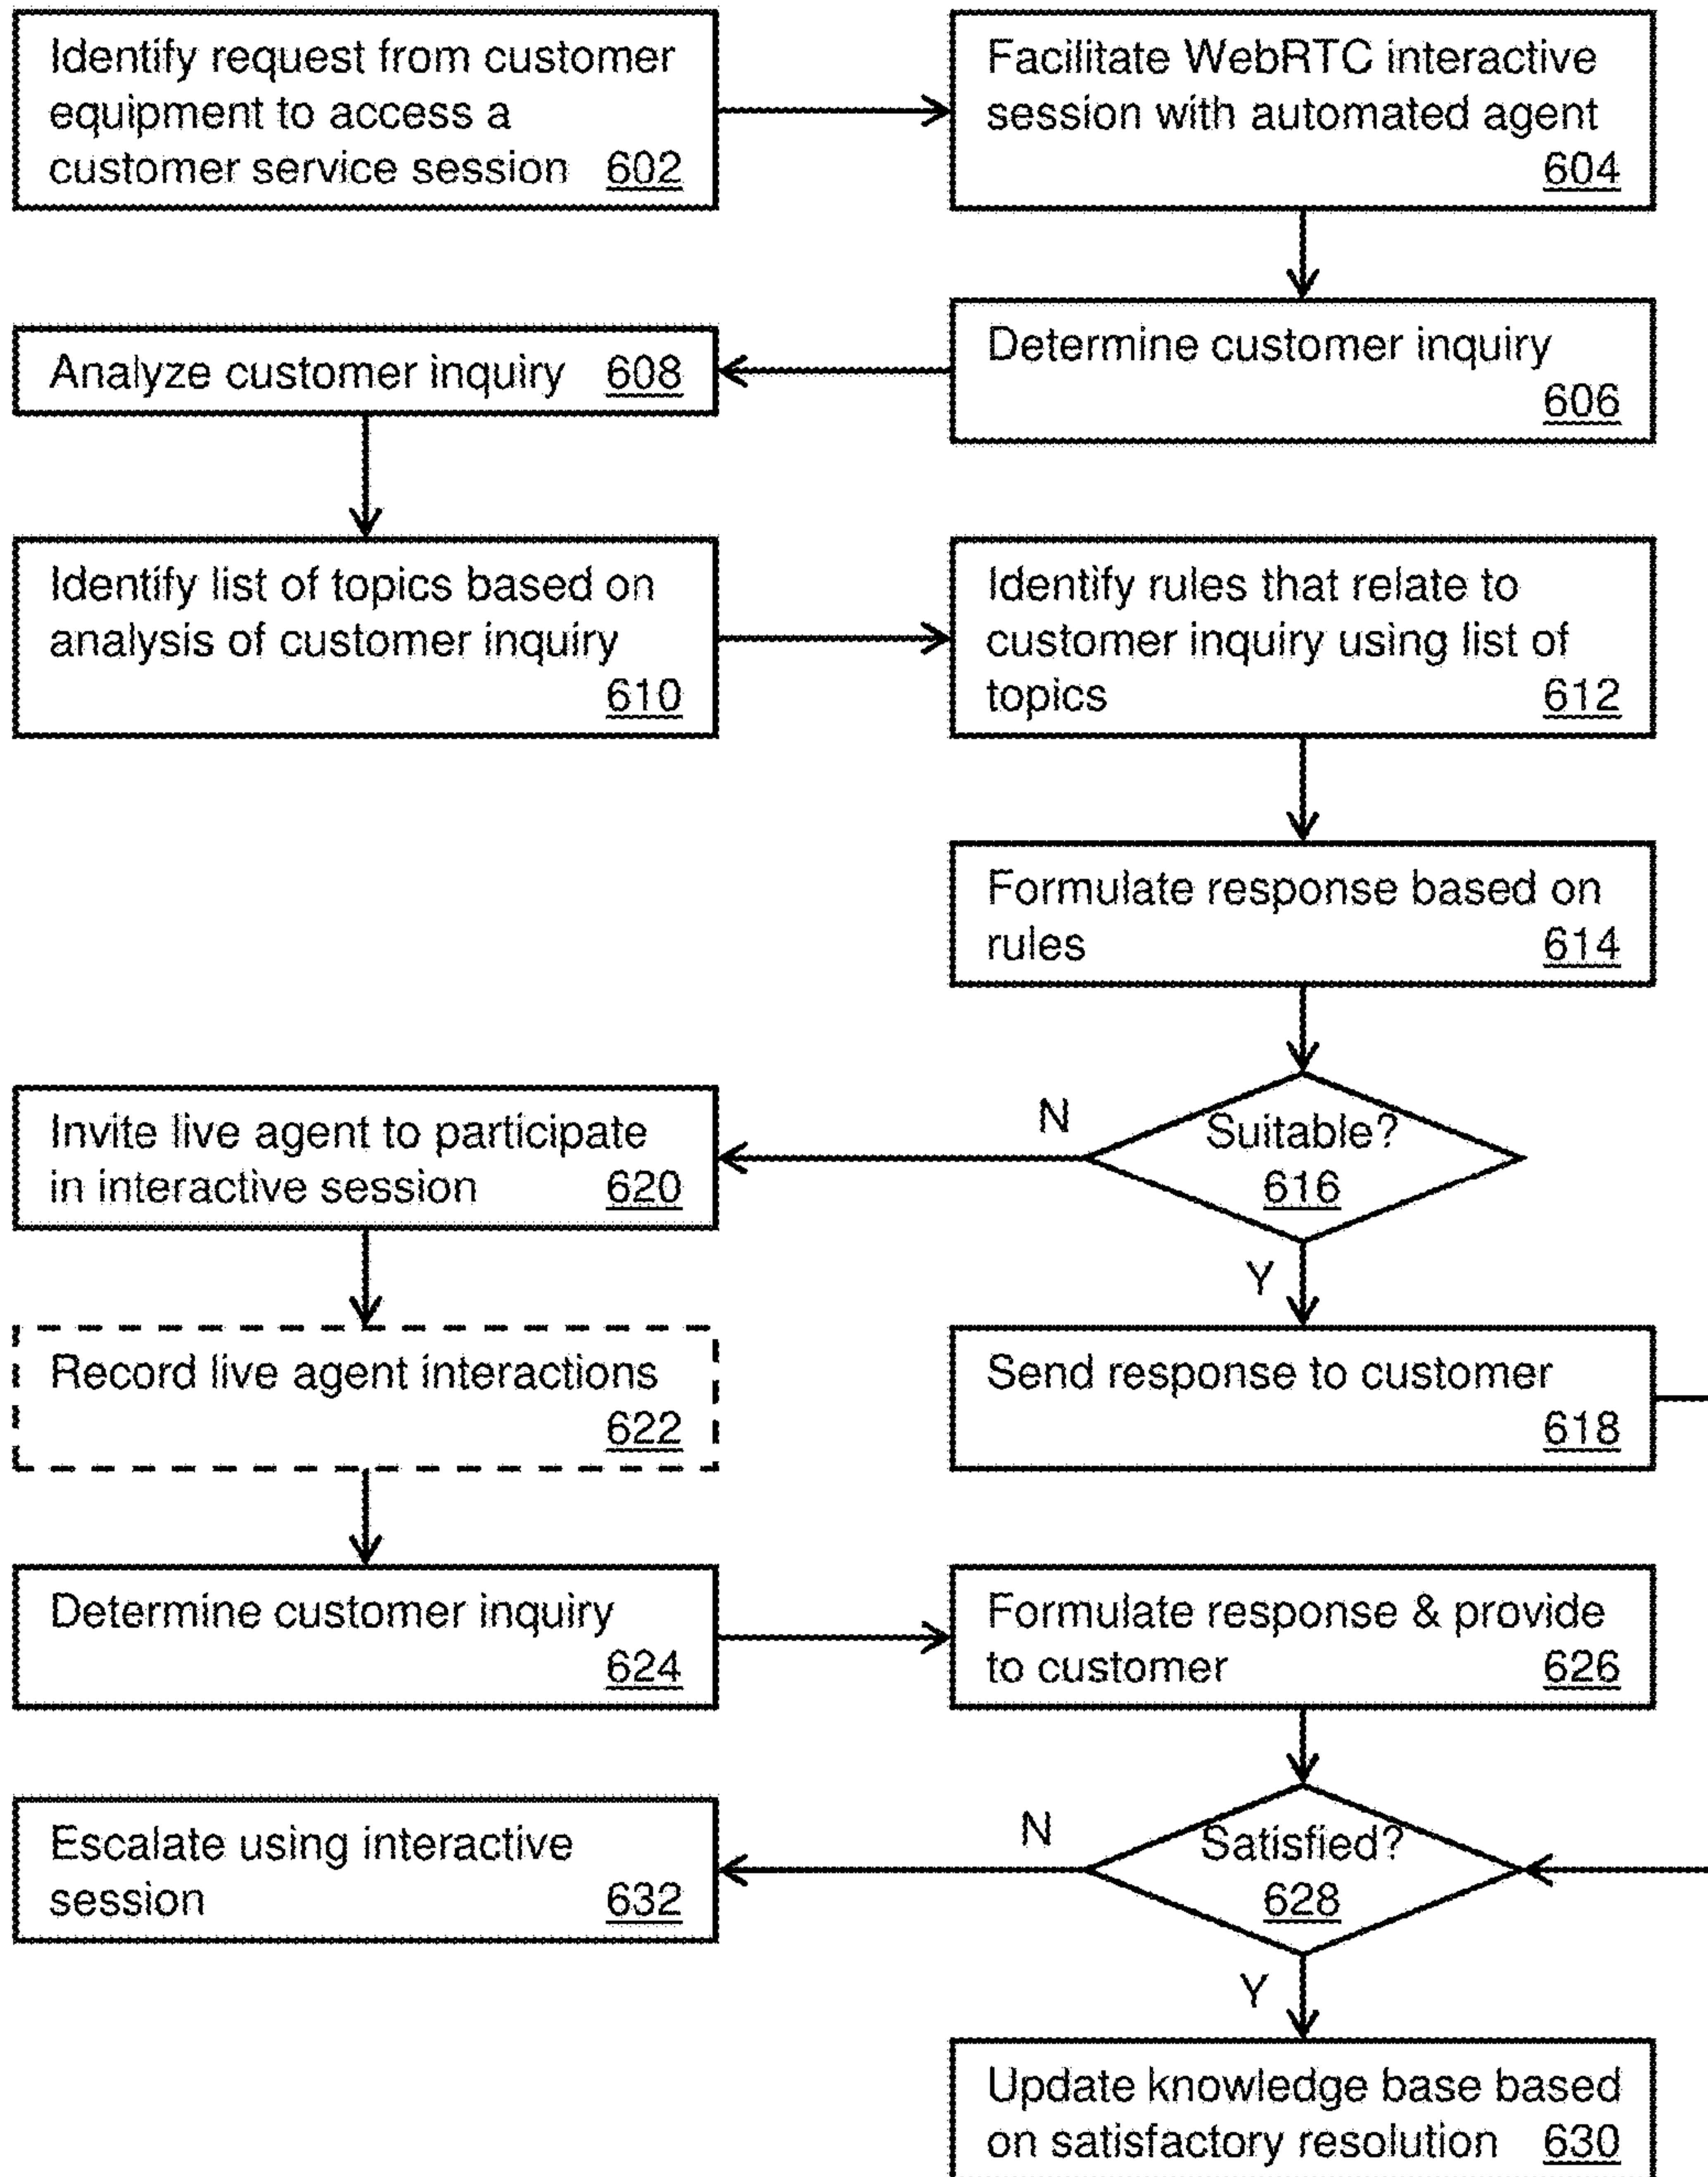 Identify request from customer
equipment to access a
customer service session 602
Facilitate WebRTC interactive
session with automated agent
604
Determine customer inquiry
606
Analyze customer inquiry 608
Identify list of topics based on
analysis of customer inquiry
610
Identify rules that relate to
customer inquiry using list of
topics 612
Formulate response based on
rules 614
Suitable?
616
N
Y
Invite live agent to participate
in interactive session 620
Record live agent interactions
622
Send response to customer
618
Determine customer inquiry
624
Formulate response & provide
to customer 626
Satisfied?
628
N
Y
Escalate using interactive
session 632
Update knowledge base based
on satisfactory resolution 630